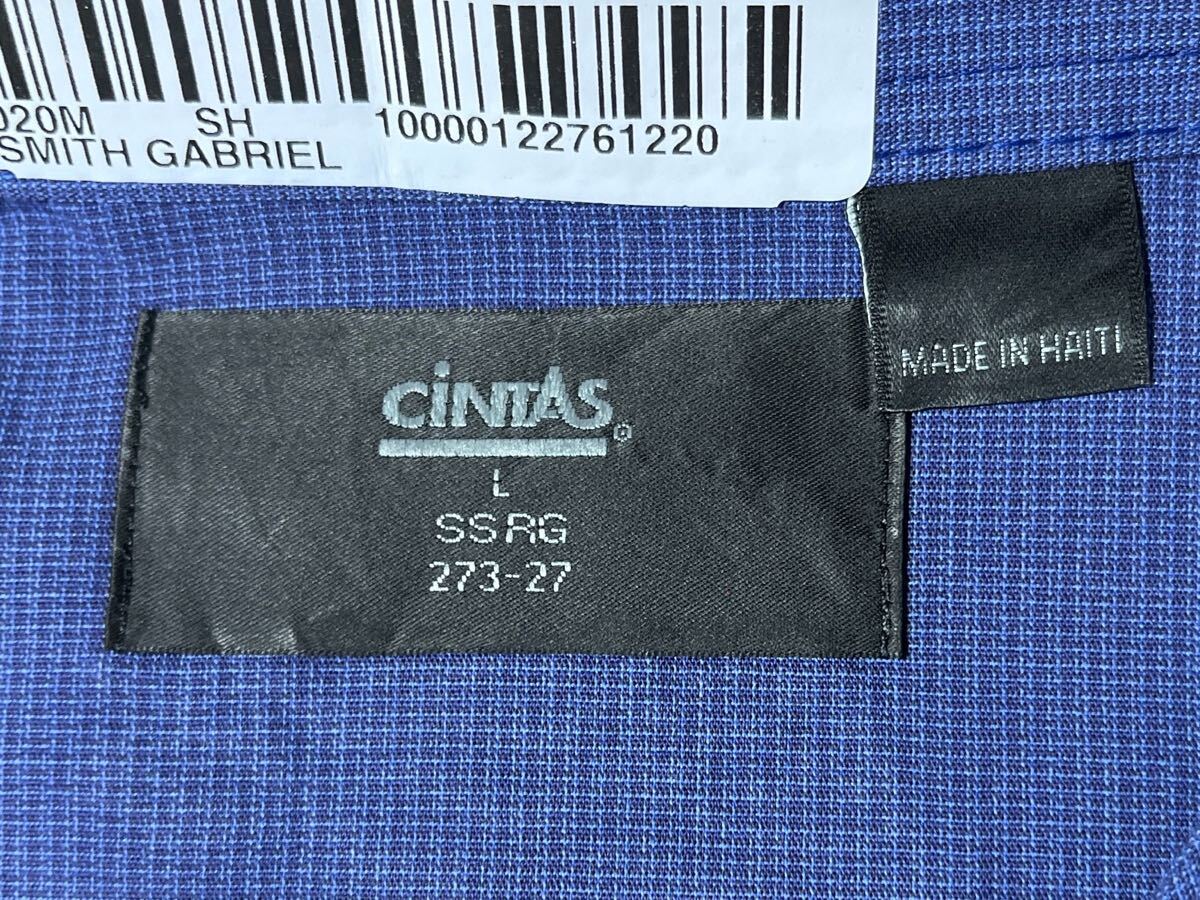 020M SH 10000122761220
SMITH GABRIEL
MADE IN HAITI
CiNTAS
L
SS RG
273-27